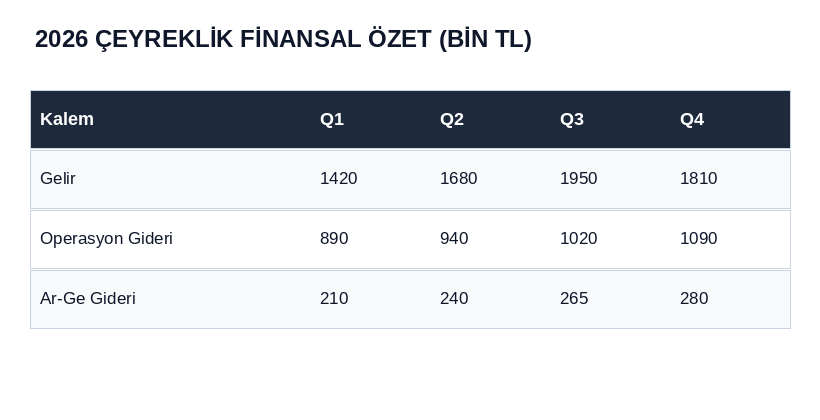 2026 ÇEYREKLİK FİNANSAL ÖZET (BİN TL)
Kalem Q1 Q2 Q3 Q4
Gelir 1420 1680 1950 1810
Operasyon Gideri 890 940 1020 1090
Ar-Ge Gideri 210 240 265 280